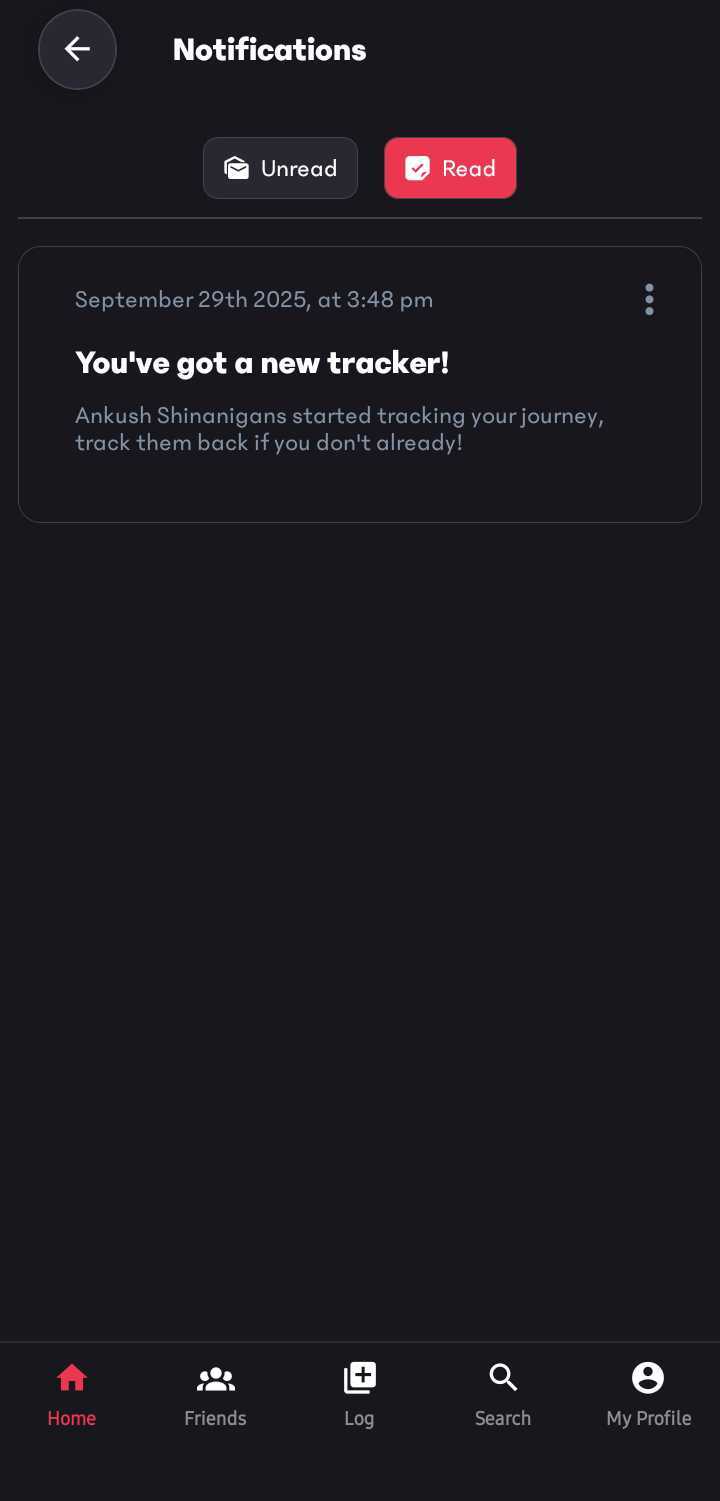 Notifications
Unread
Read
September 29th 2025, at 3:48 pm
You've got a new tracker!
Ankush Shinanigans started tracking your journey,
track them back if you don't already!
Home
Friends
Log
Search
My Profile